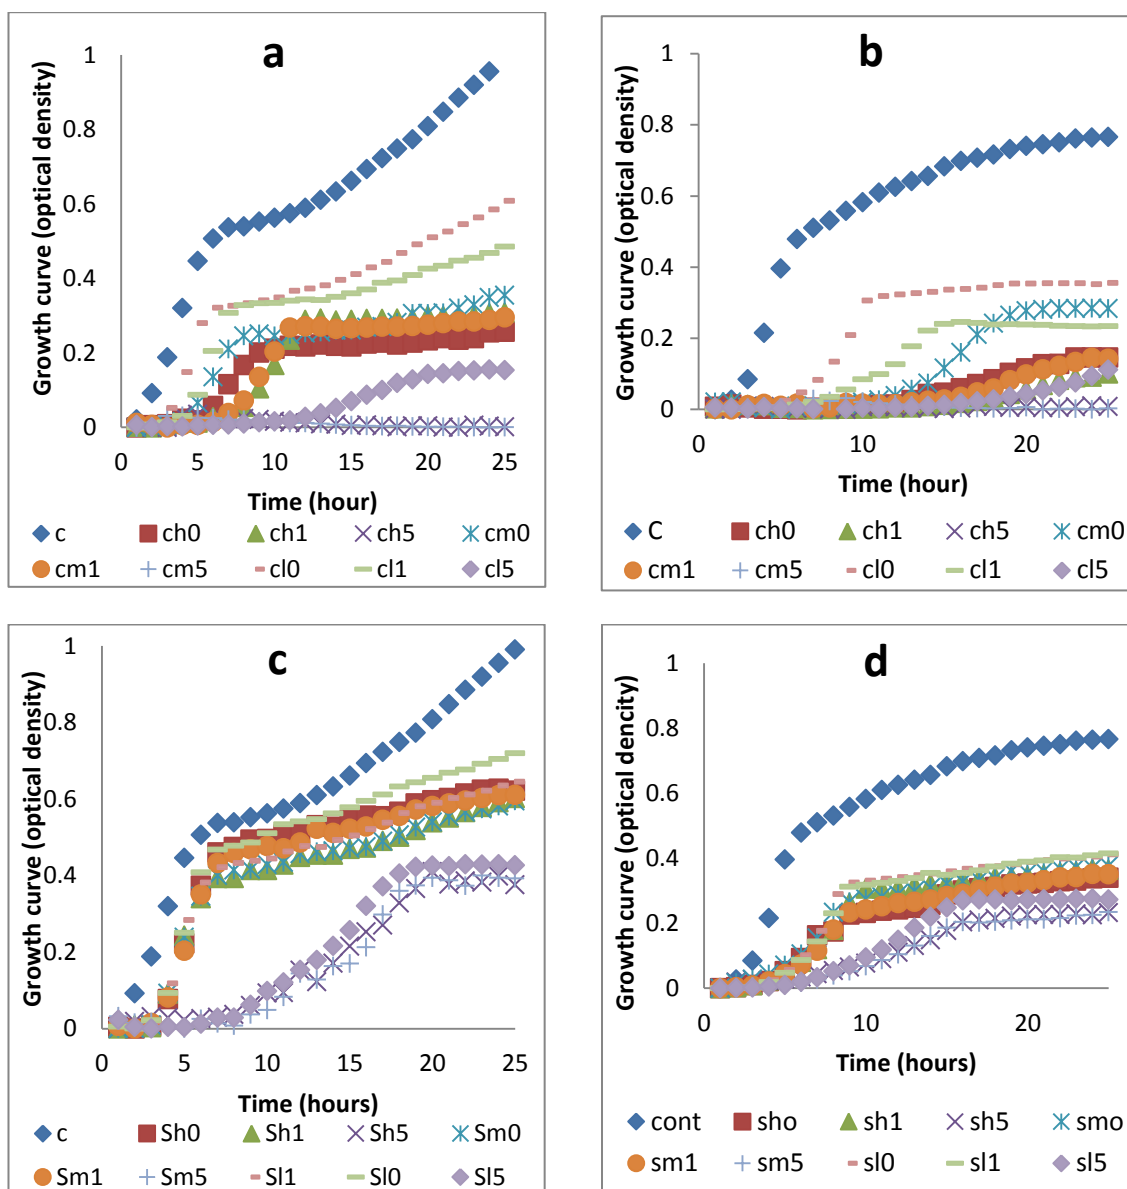 a
Growth curve (optical density)
1
0.8
0.6
0.4
0.2
0
0 5 10 15 20 25
Time (hour)
c ch0 ch1 ch5 cm0
cm1 cm5 cl0 cl1 cl5
b
Growth curve (optical density)
1
0.8
0.6
0.4
0.2
0
0 10 20
Time (hour)
C ch0 ch1 ch5 cm0
cm1 cm5 cl0 cl1 cl5
c
Growth curve (optical density)
1
0.8
0.6
0.4
0.2
0
0 5 10 15 20 25
Time (hours)
c Sh0 Sh1 Sh5 Sm0
Sm1 Sm5 Sl1 Sl0 Sl5
d
Growth curve (optical dencity)
1
0.8
0.6
0.4
0.2
0
0 10 20
Time (hours)
cont sho sh1 sh5 smo
sm1 sm5 sl0 sl1 sl5